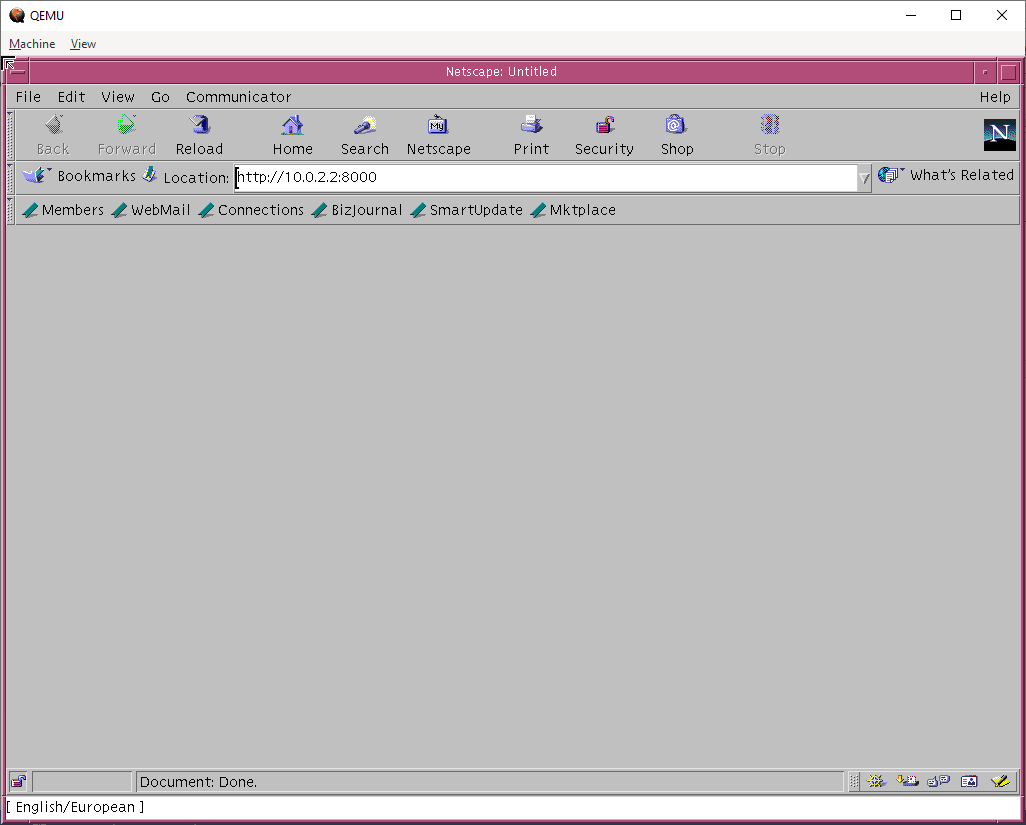 QEMU
Machine View
Netscape: Untitled
File Edit View Go Communicator Help
My N
Back Forward Reload Home Search Netscape Print Security Shop Stop
Bookmarks Location: http://10.0.2.2:8000 What's Related
Members WebMail Connections BizJournal SmartUpdate Mktplace
Document: Done.
[ English/European ]